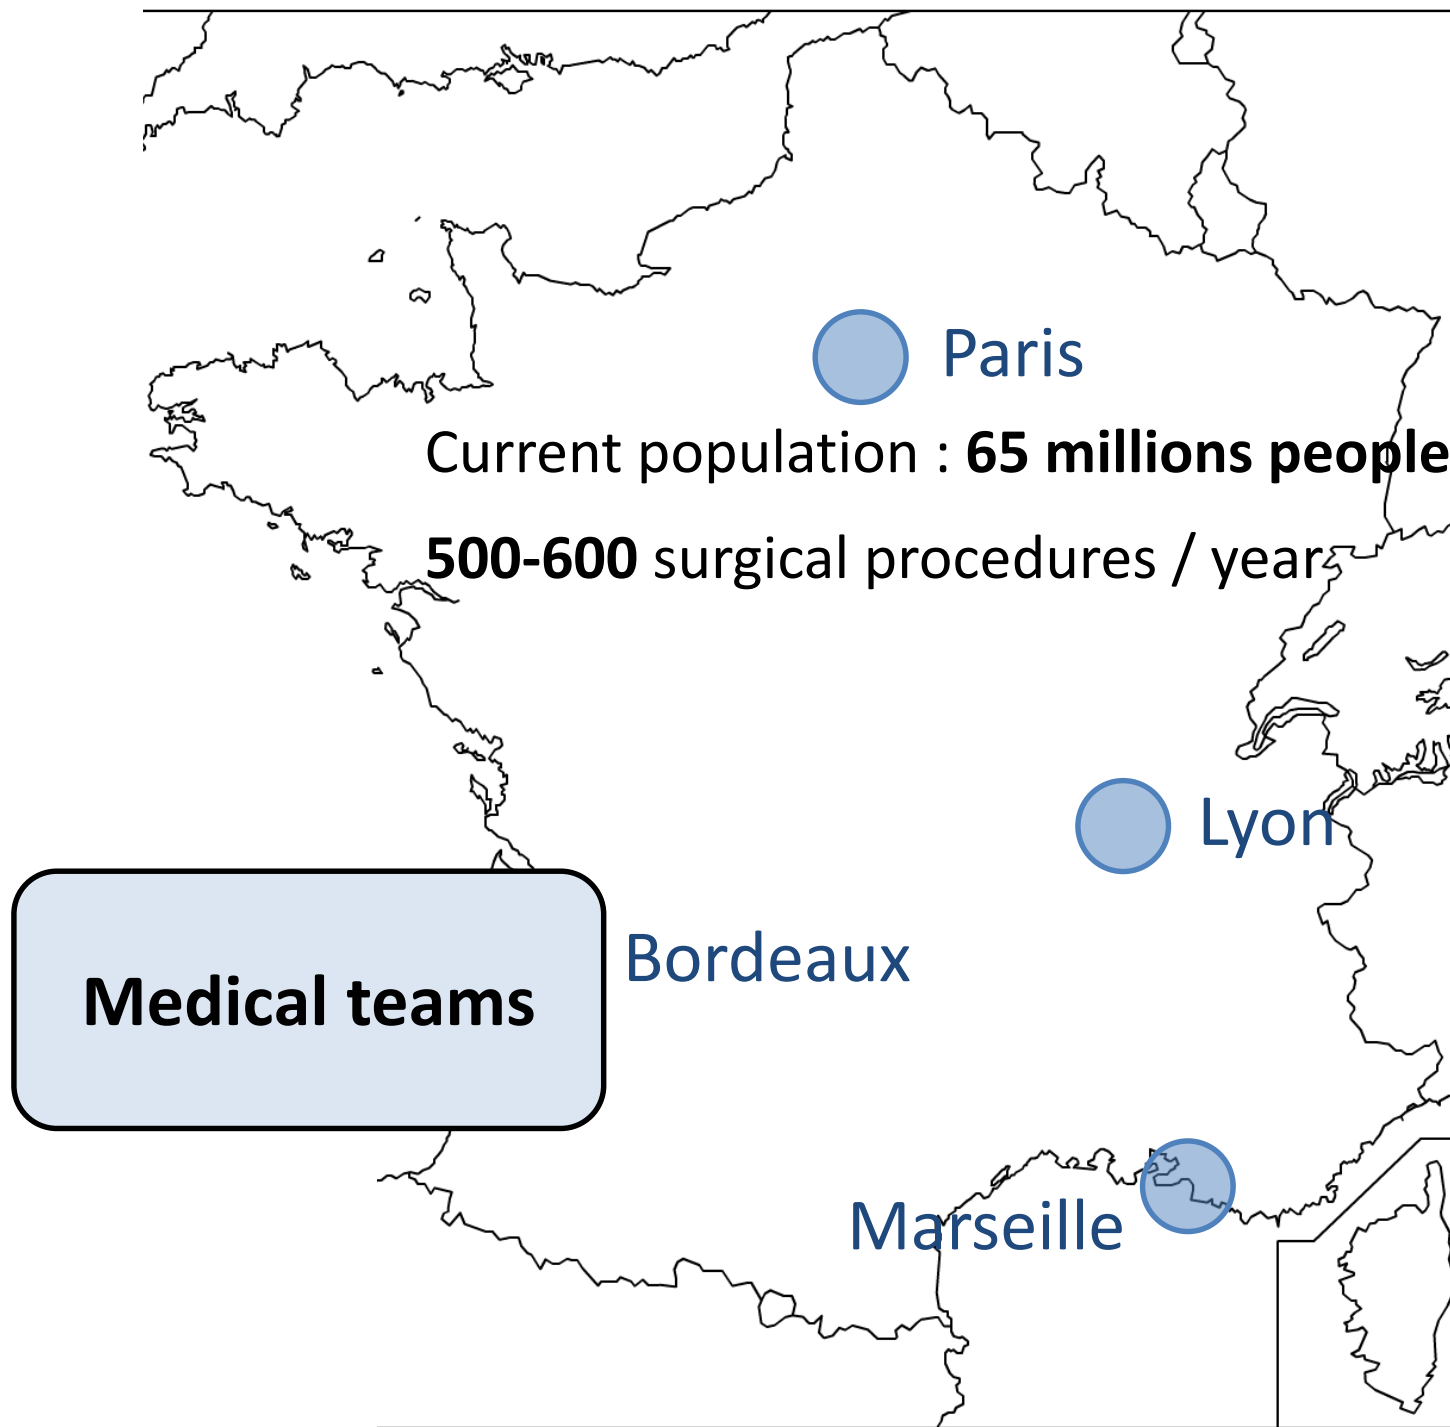 Paris
Current population : 65 millions people
500-600 surgical procedures / year
Lyon
Bordeaux
Medical teams
Marseille